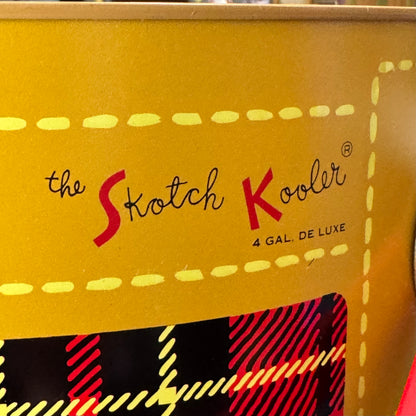 the Skotch Kooler®
4 GAL. DE LUXE